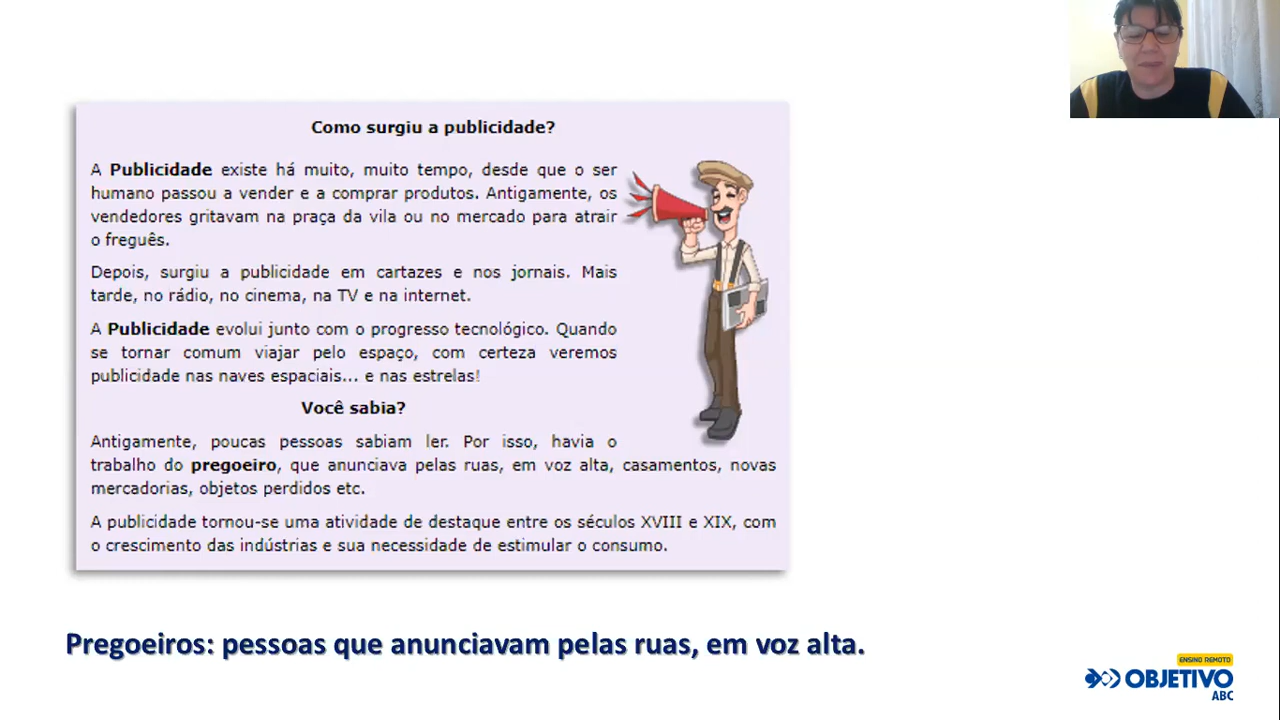 Como surgiu a publicidade?
A Publicidade existe há muito, muito tempo, desde que o ser
humano passou a vender e a comprar produtos. Antigamente, os
vendedores gritavam na praça da vila ou no mercado para atrair
o freguês.
Depois, surgiu a publicidade em cartazes e nos jornais. Mais
tarde, no rádio, no cinema, na TV e na internet.
A Publicidade evolui junto com o progresso tecnológico. Quando
se tornar comum viajar pelo espaço, com certeza veremos
publicidade nas naves espaciais... e nas estrelas!
Você sabia?
Antigamente, poucas pessoas sabiam ler. Por isso, havia o
trabalho do pregoeiro, que anunciava pelas ruas, em voz alta, casamentos, novas
mercadorias, objetos perdidos etc.
A publicidade tornou-se uma atividade de destaque entre os séculos XVIII e XIX, com
o crescimento das indústrias e sua necessidade de estimular o consumo.
Pregoeiros: pessoas que anunciavam pelas ruas, em voz alta.
ENSINO REMOTO
OBJETIVO
ABC